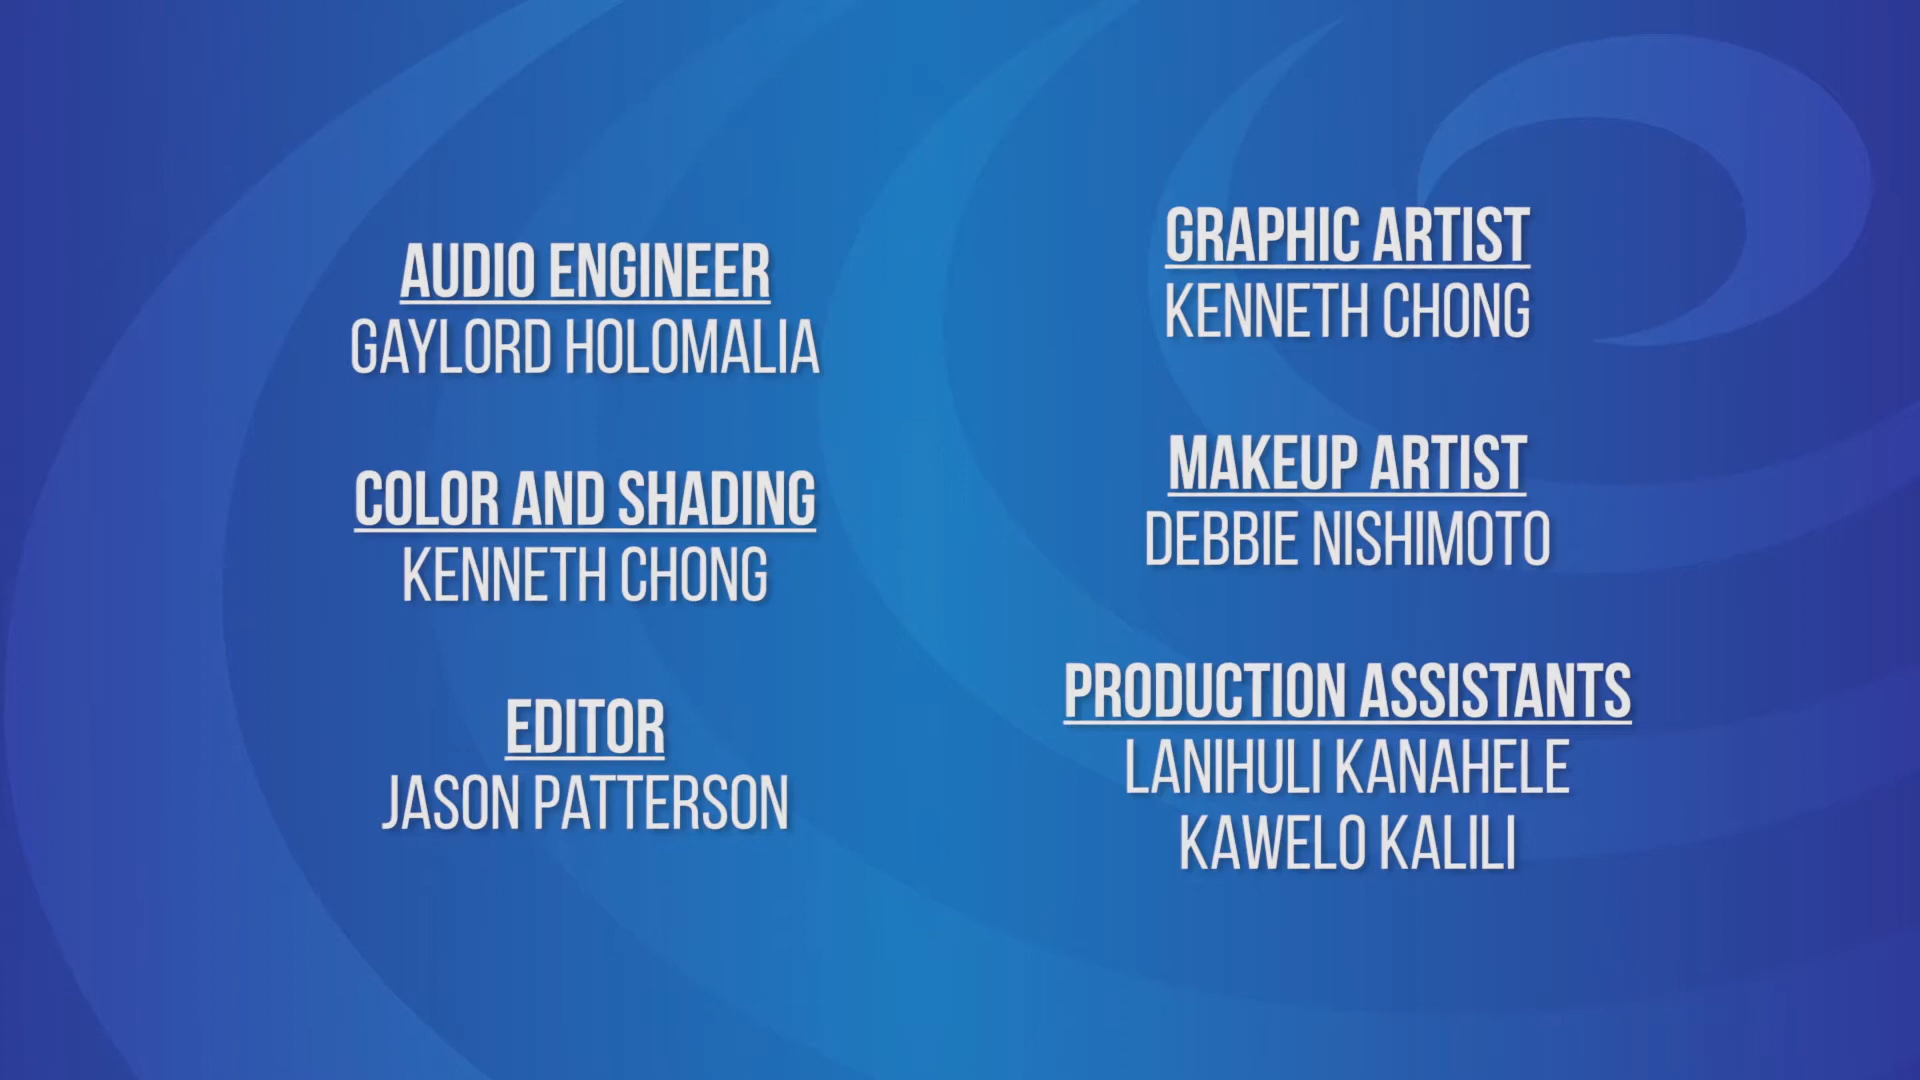 AUDIO ENGINEER
GAYLORD HOLOMALIA
COLOR AND SHADING
KENNETH CHONG
EDITOR
JASON PATTERSON
GRAPHIC ARTIST
KENNETH CHONG
MAKEUP ARTIST
DEBBIE NISHIMOTO
PRODUCTION ASSISTANTS
LANIHULI KANAHELE
KAWELO KALILI